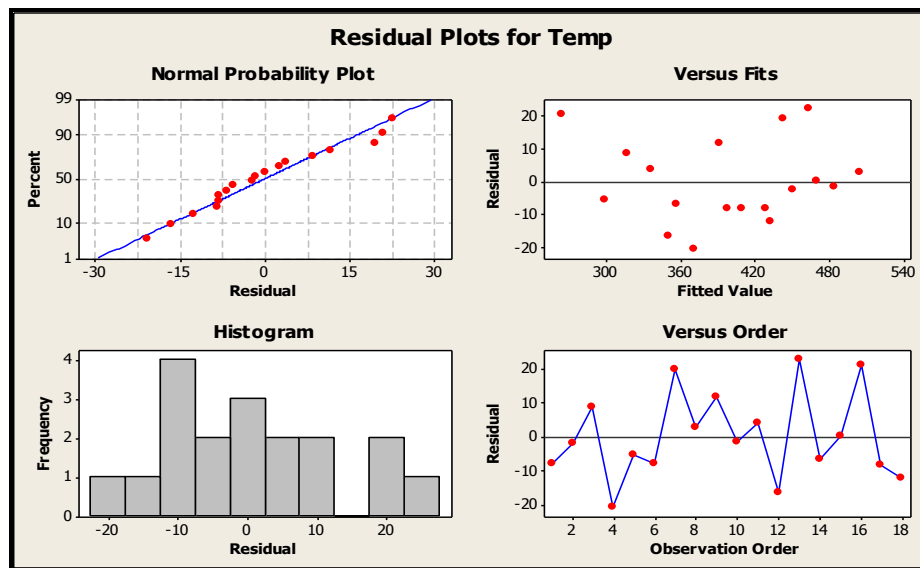 Residual Plots for Temp
Normal Probability Plot
99
90
50
10
1
Percent
-30 -15 0 15 30
Residual
Versus Fits
20
10
0
-10
-20
Residual
300 360 420 480 540
Fitted Value
Histogram
4
3
2
1
0
Frequency
-20 -10 0 10 20
Residual
Versus Order
20
10
0
-10
-20
Residual
2 4 6 8 10 12 14 16 18
Observation Order